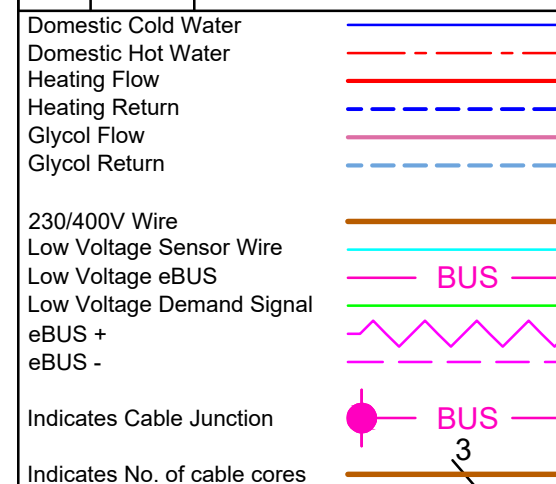 Domestic Cold Water
Domestic Hot Water
Heating Flow
Heating Return
Glycol Flow
Glycol Return
230/400V Wire
Low Voltage Sensor Wire
Low Voltage eBUS BUS
Low Voltage Demand Signal
eBUS +
eBUS -
Indicates Cable Junction BUS
3
Indicates No. of cable cores